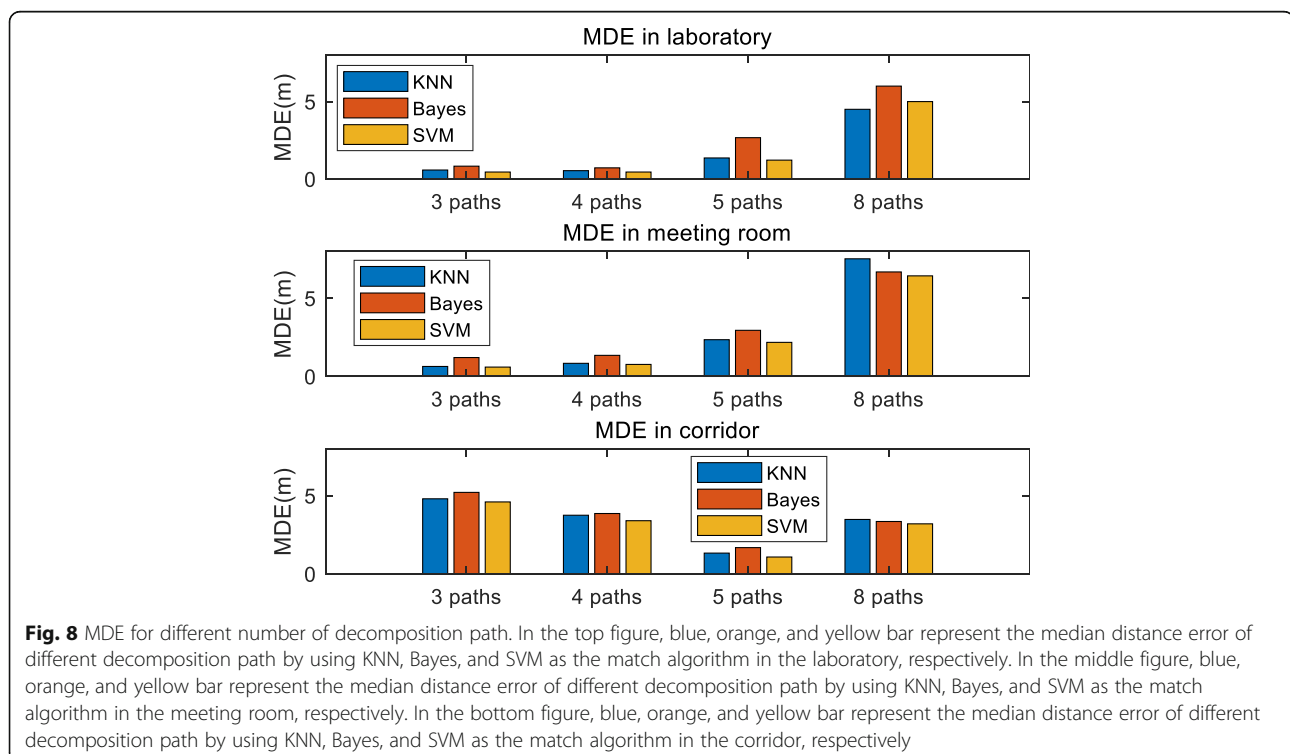 MDE in laboratory
MDE(m)
5
0
KNN
Bayes
SVM
3 paths 4 paths 5 paths 8 paths
MDE in meeting room
MDE(m)
5
0
KNN
Bayes
SVM
3 paths 4 paths 5 paths 8 paths
MDE in corridor
MDE(m)
5
0
KNN
Bayes
SVM
3 paths 4 paths 5 paths 8 paths
Fig. 8 MDE for different number of decomposition path. In the top figure, blue, orange, and yellow bar represent the median distance error of
different decomposition path by using KNN, Bayes, and SVM as the match algorithm in the laboratory, respectively. In the middle figure, blue,
orange, and yellow bar represent the median distance error of different decomposition path by using KNN, Bayes, and SVM as the match
algorithm in the meeting room, respectively. In the bottom figure, blue, orange, and yellow bar represent the median distance error of different
decomposition path by using KNN, Bayes, and SVM as the match algorithm in the corridor, respectively